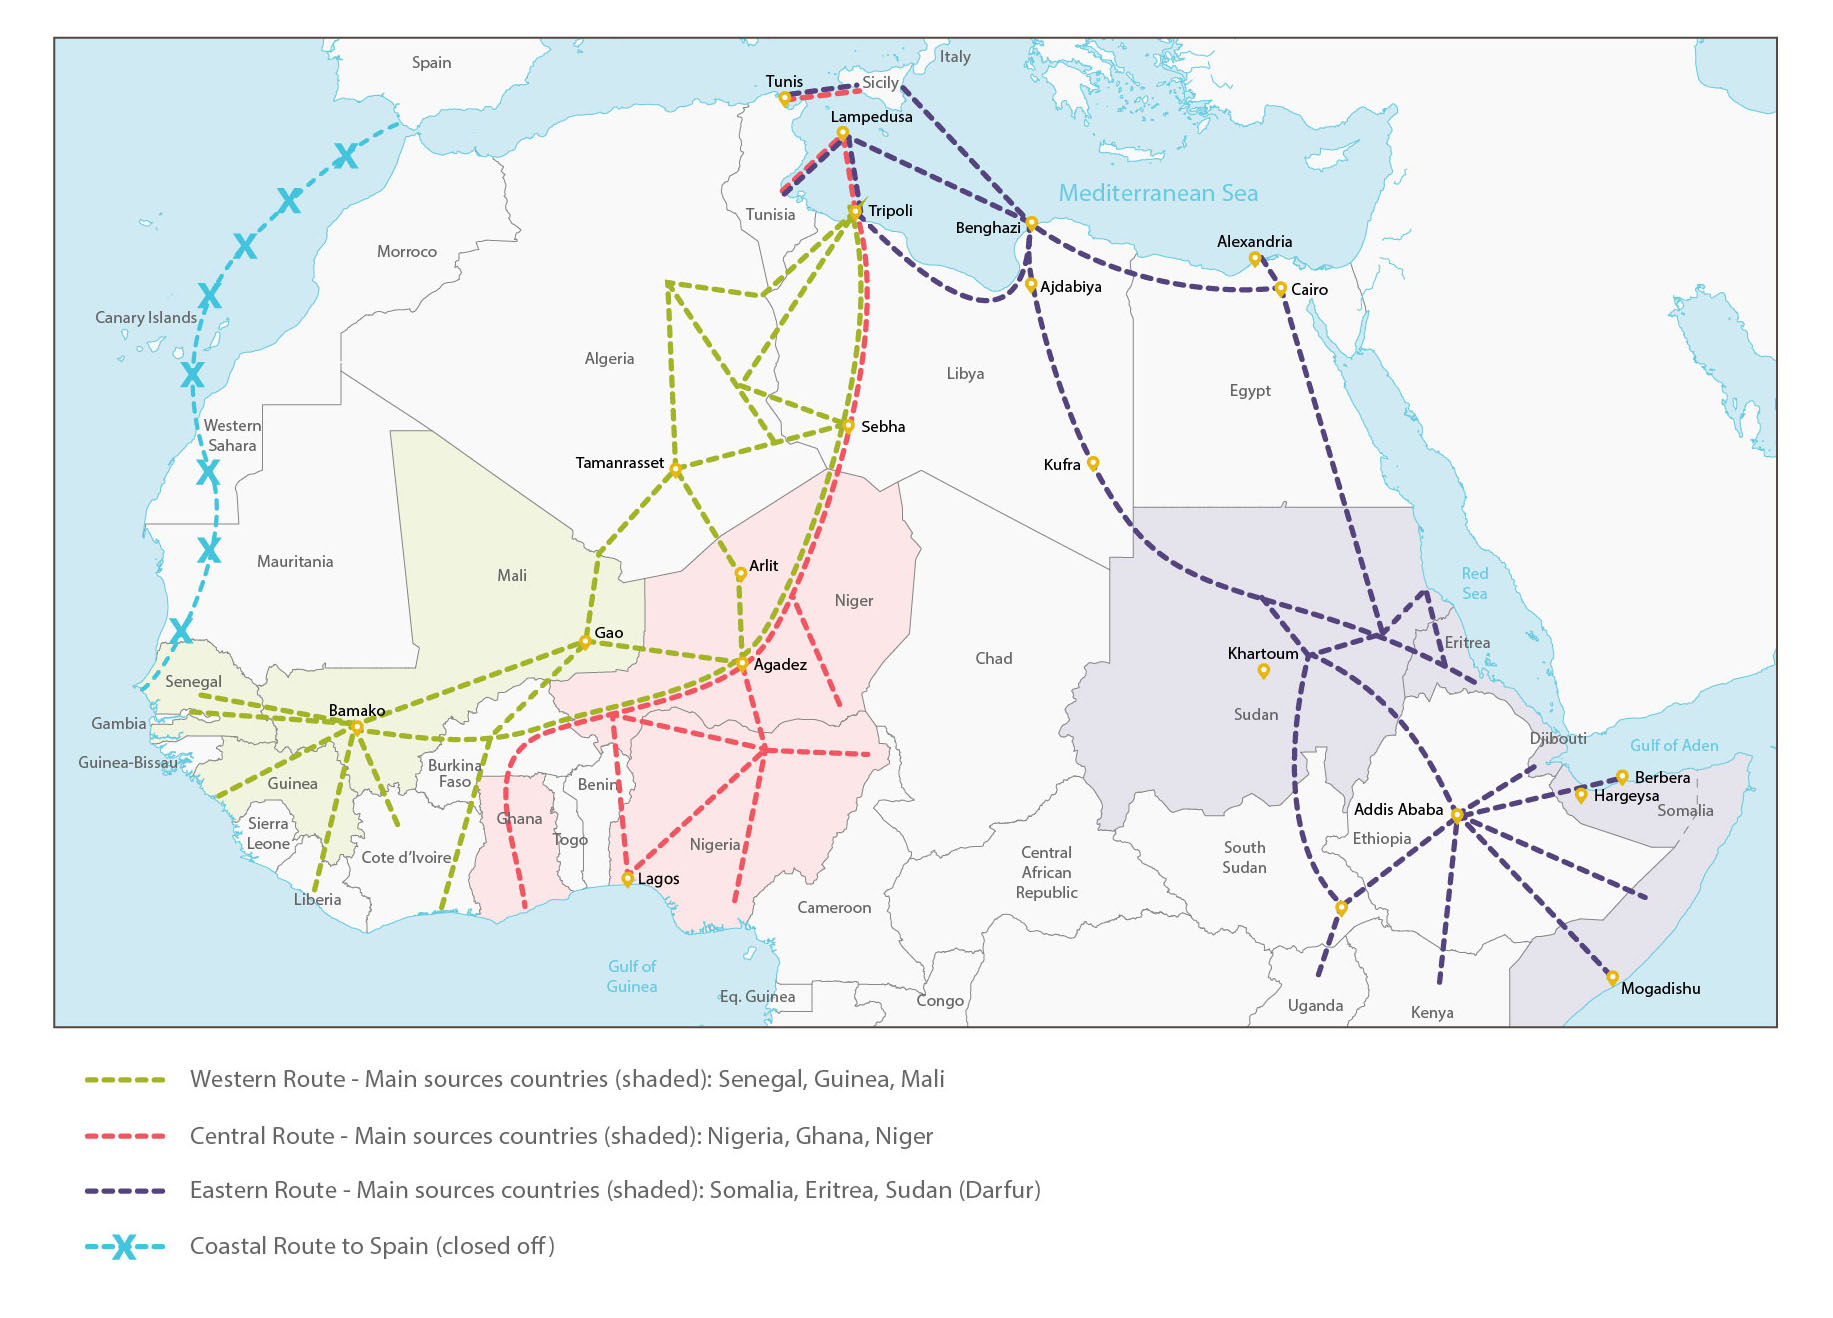 Spain
Italy
Tunis
Sicily
Lampedusa
Mediterranean Sea
Tunisia
Tripoli
Benghazi
Alexandria
Morroco
Ajdabiya
Cairo
Canary Islands
Algeria
Libya
Egypt
Western
Sahara
Sebha
Tamanrasset
Kufra
Mauritania
Mali
Arlit
Niger
Red
Sea
Gao
Eritrea
Khartoum
Agadez
Chad
Senegal
Bamako
Sudan
Gambia
Djibouti
Gulf of Aden
Guinea-Bissau
Burkina
Faso
Guinea
Benin
Berbera
Hargeysa
Somalia
Addis Ababa
Ghana
Sierra
Leone
Togo
Nigeria
Ethiopia
Cote d'Ivoire
South
Sudan
Central
African
Republic
Lagos
Liberia
Cameroon
Gulf of
Guinea
Eq. Guinea
Congo
Uganda
Kenya
Mogadishu
X
X
X
X
X
X
X
X
Western Route - Main sources countries (shaded): Senegal, Guinea, Mali
Central Route - Main sources countries (shaded): Nigeria, Ghana, Niger
Eastern Route - Main sources countries (shaded): Somalia, Eritrea, Sudan (Darfur)
X Coastal Route to Spain (closed off)